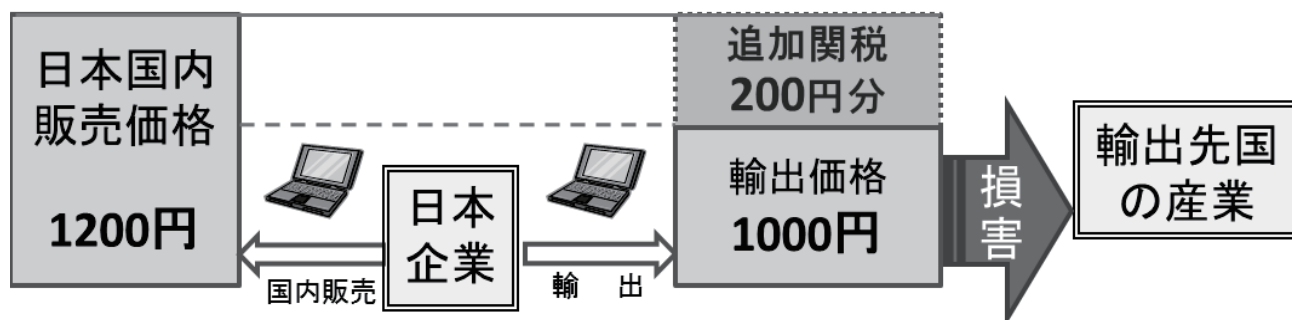 日本国内
販売価格
1200円
国内販売
日本
企業
輸　出
追加関税
200円分
輸出価格
1000円
損害
輸出先国
の産業